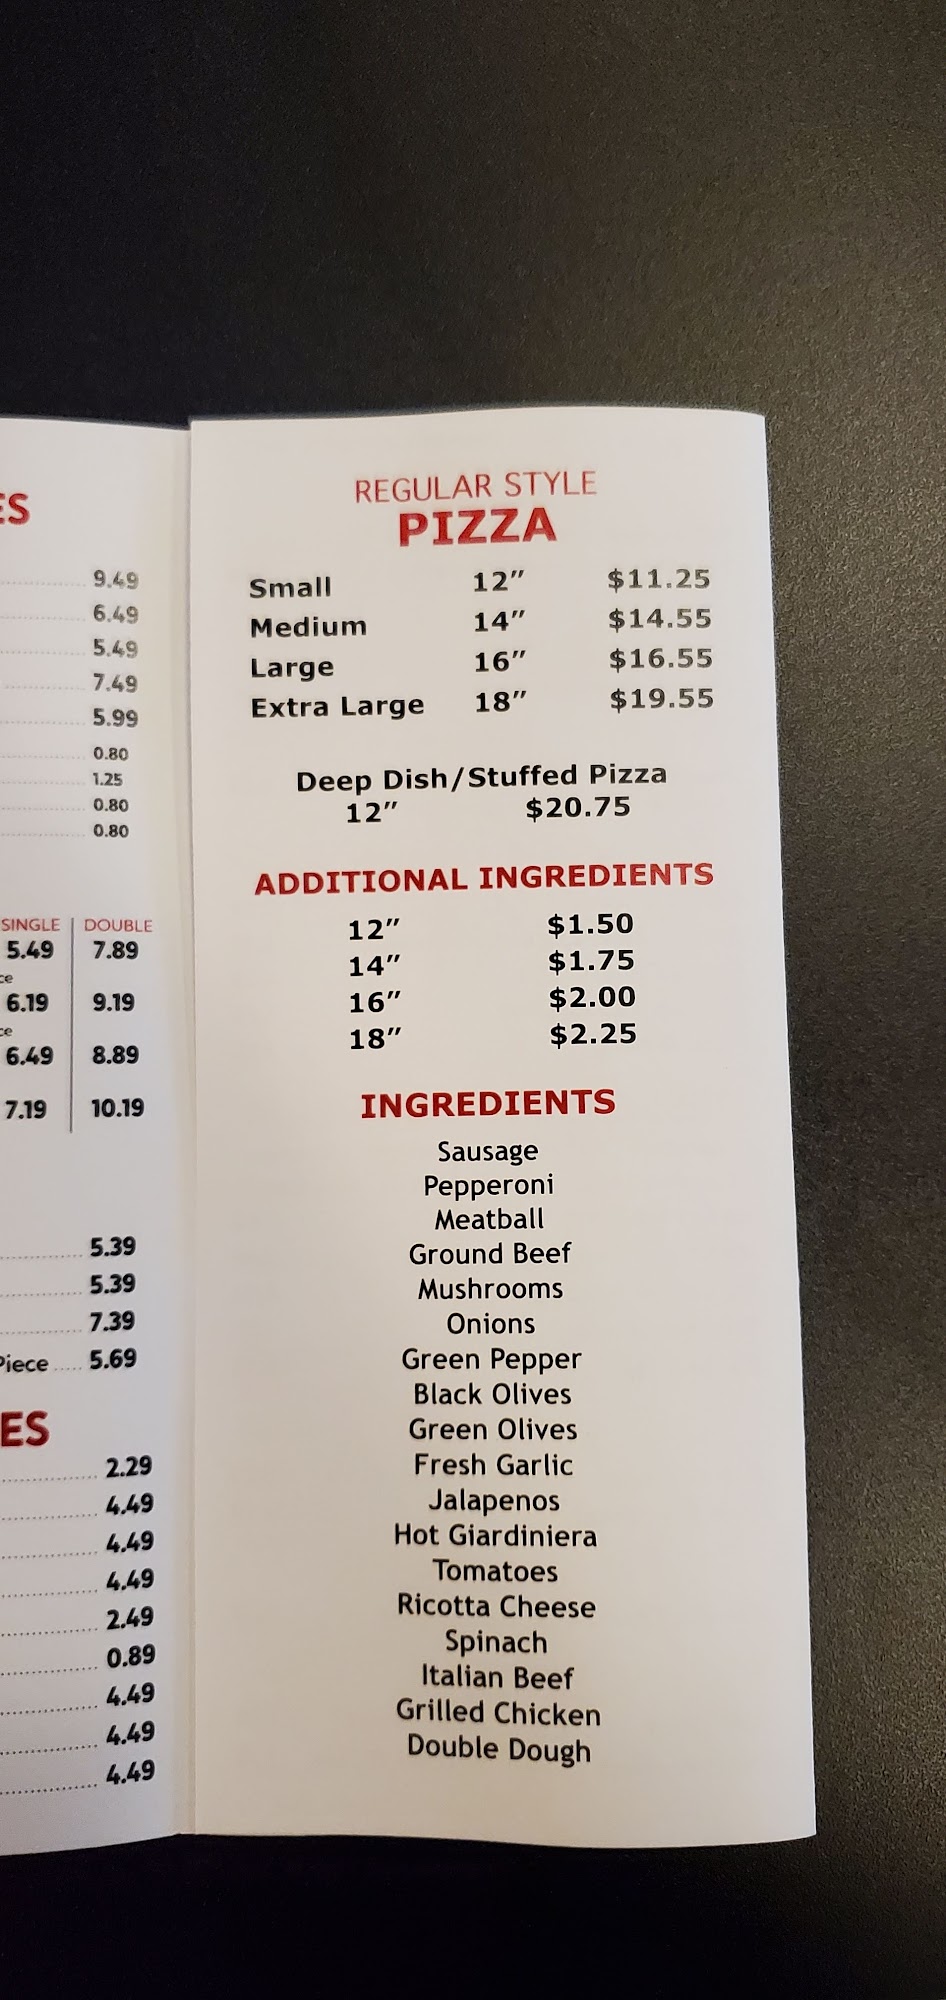 ES
9.49
6.49
5.49
7.49
5.99
0.80
1.25
0.80
0.80
SINGLE DOUBLE
5.49 7.89
ce
6.19 9.19
ce
6.49 8.89
7.19 10.19
5.39
5.39
7.39
Piece ..... 5.69
ES
2.29
4.49
4.49
4.49
2.49
0.89
4.49
4.49
4.49
REGULAR STYLE
PIZZA
Small 12” $11.25
Medium 14” $14.55
Large 16” $16.55
Extra Large 18” $19.55
Deep Dish/Stuffed Pizza
12” $20.75
ADDITIONAL INGREDIENTS
12” $1.50
14” $1.75
16” $2.00
18” $2.25
INGREDIENTS
Sausage
Pepperoni
Meatball
Ground Beef
Mushrooms
Onions
Green Pepper
Black Olives
Green Olives
Fresh Garlic
Jalapenos
Hot Giardiniera
Tomatoes
Ricotta Cheese
Spinach
Italian Beef
Grilled Chicken
Double Dough